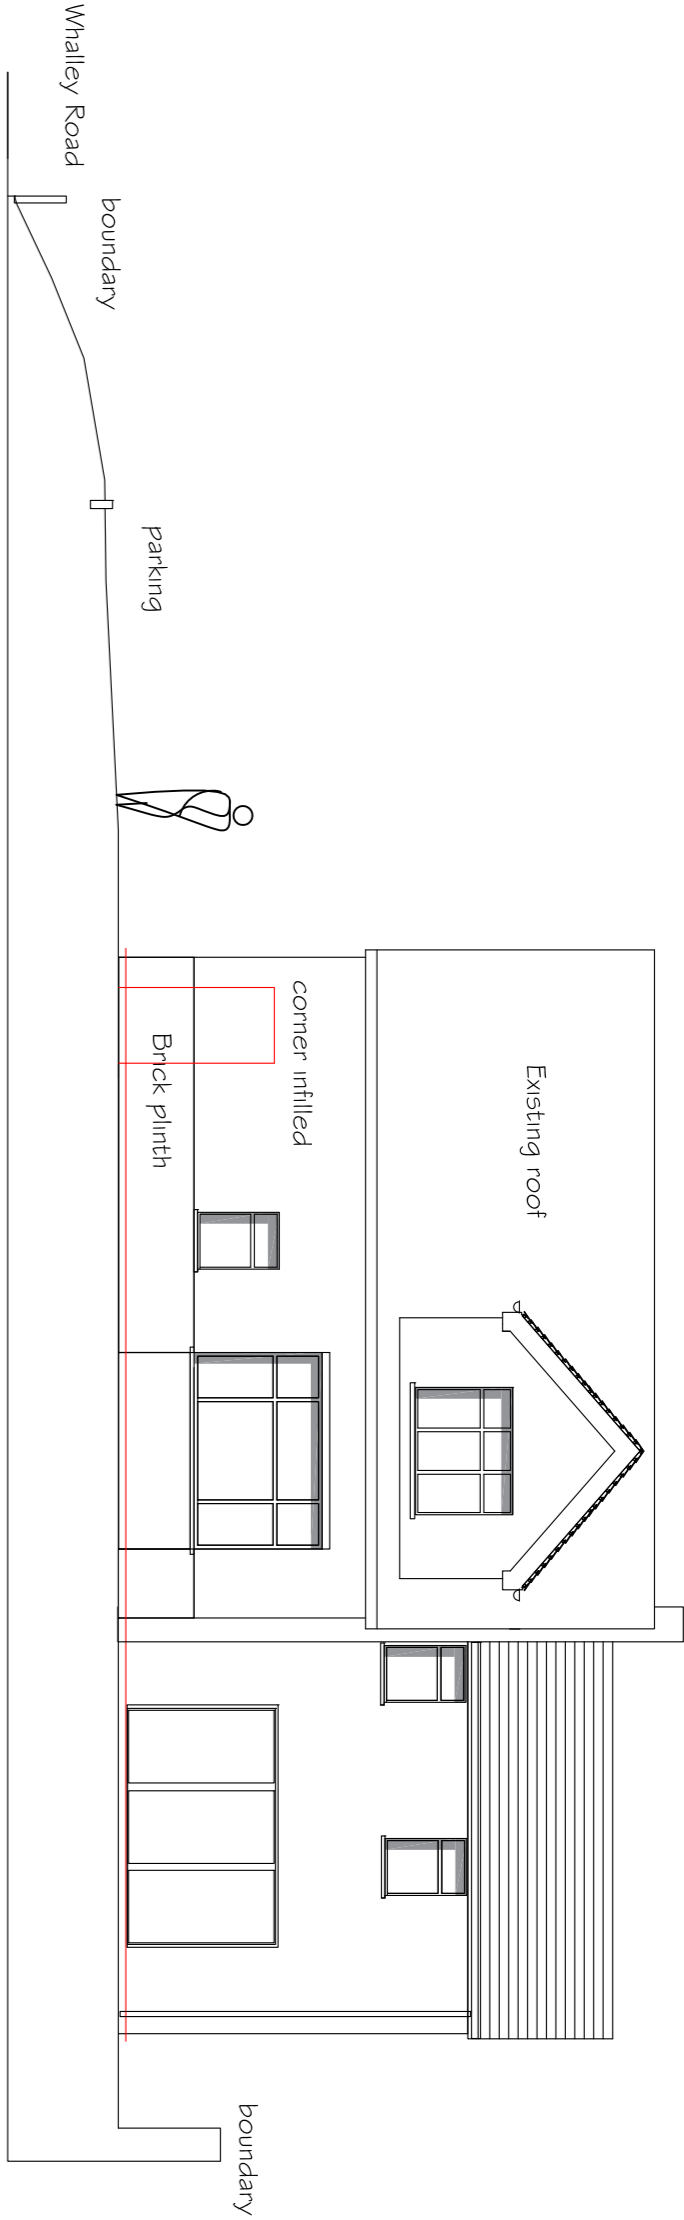 Whalley Road
boundary
parking
corner infilled
Brick plinth
Existing roof
boundary